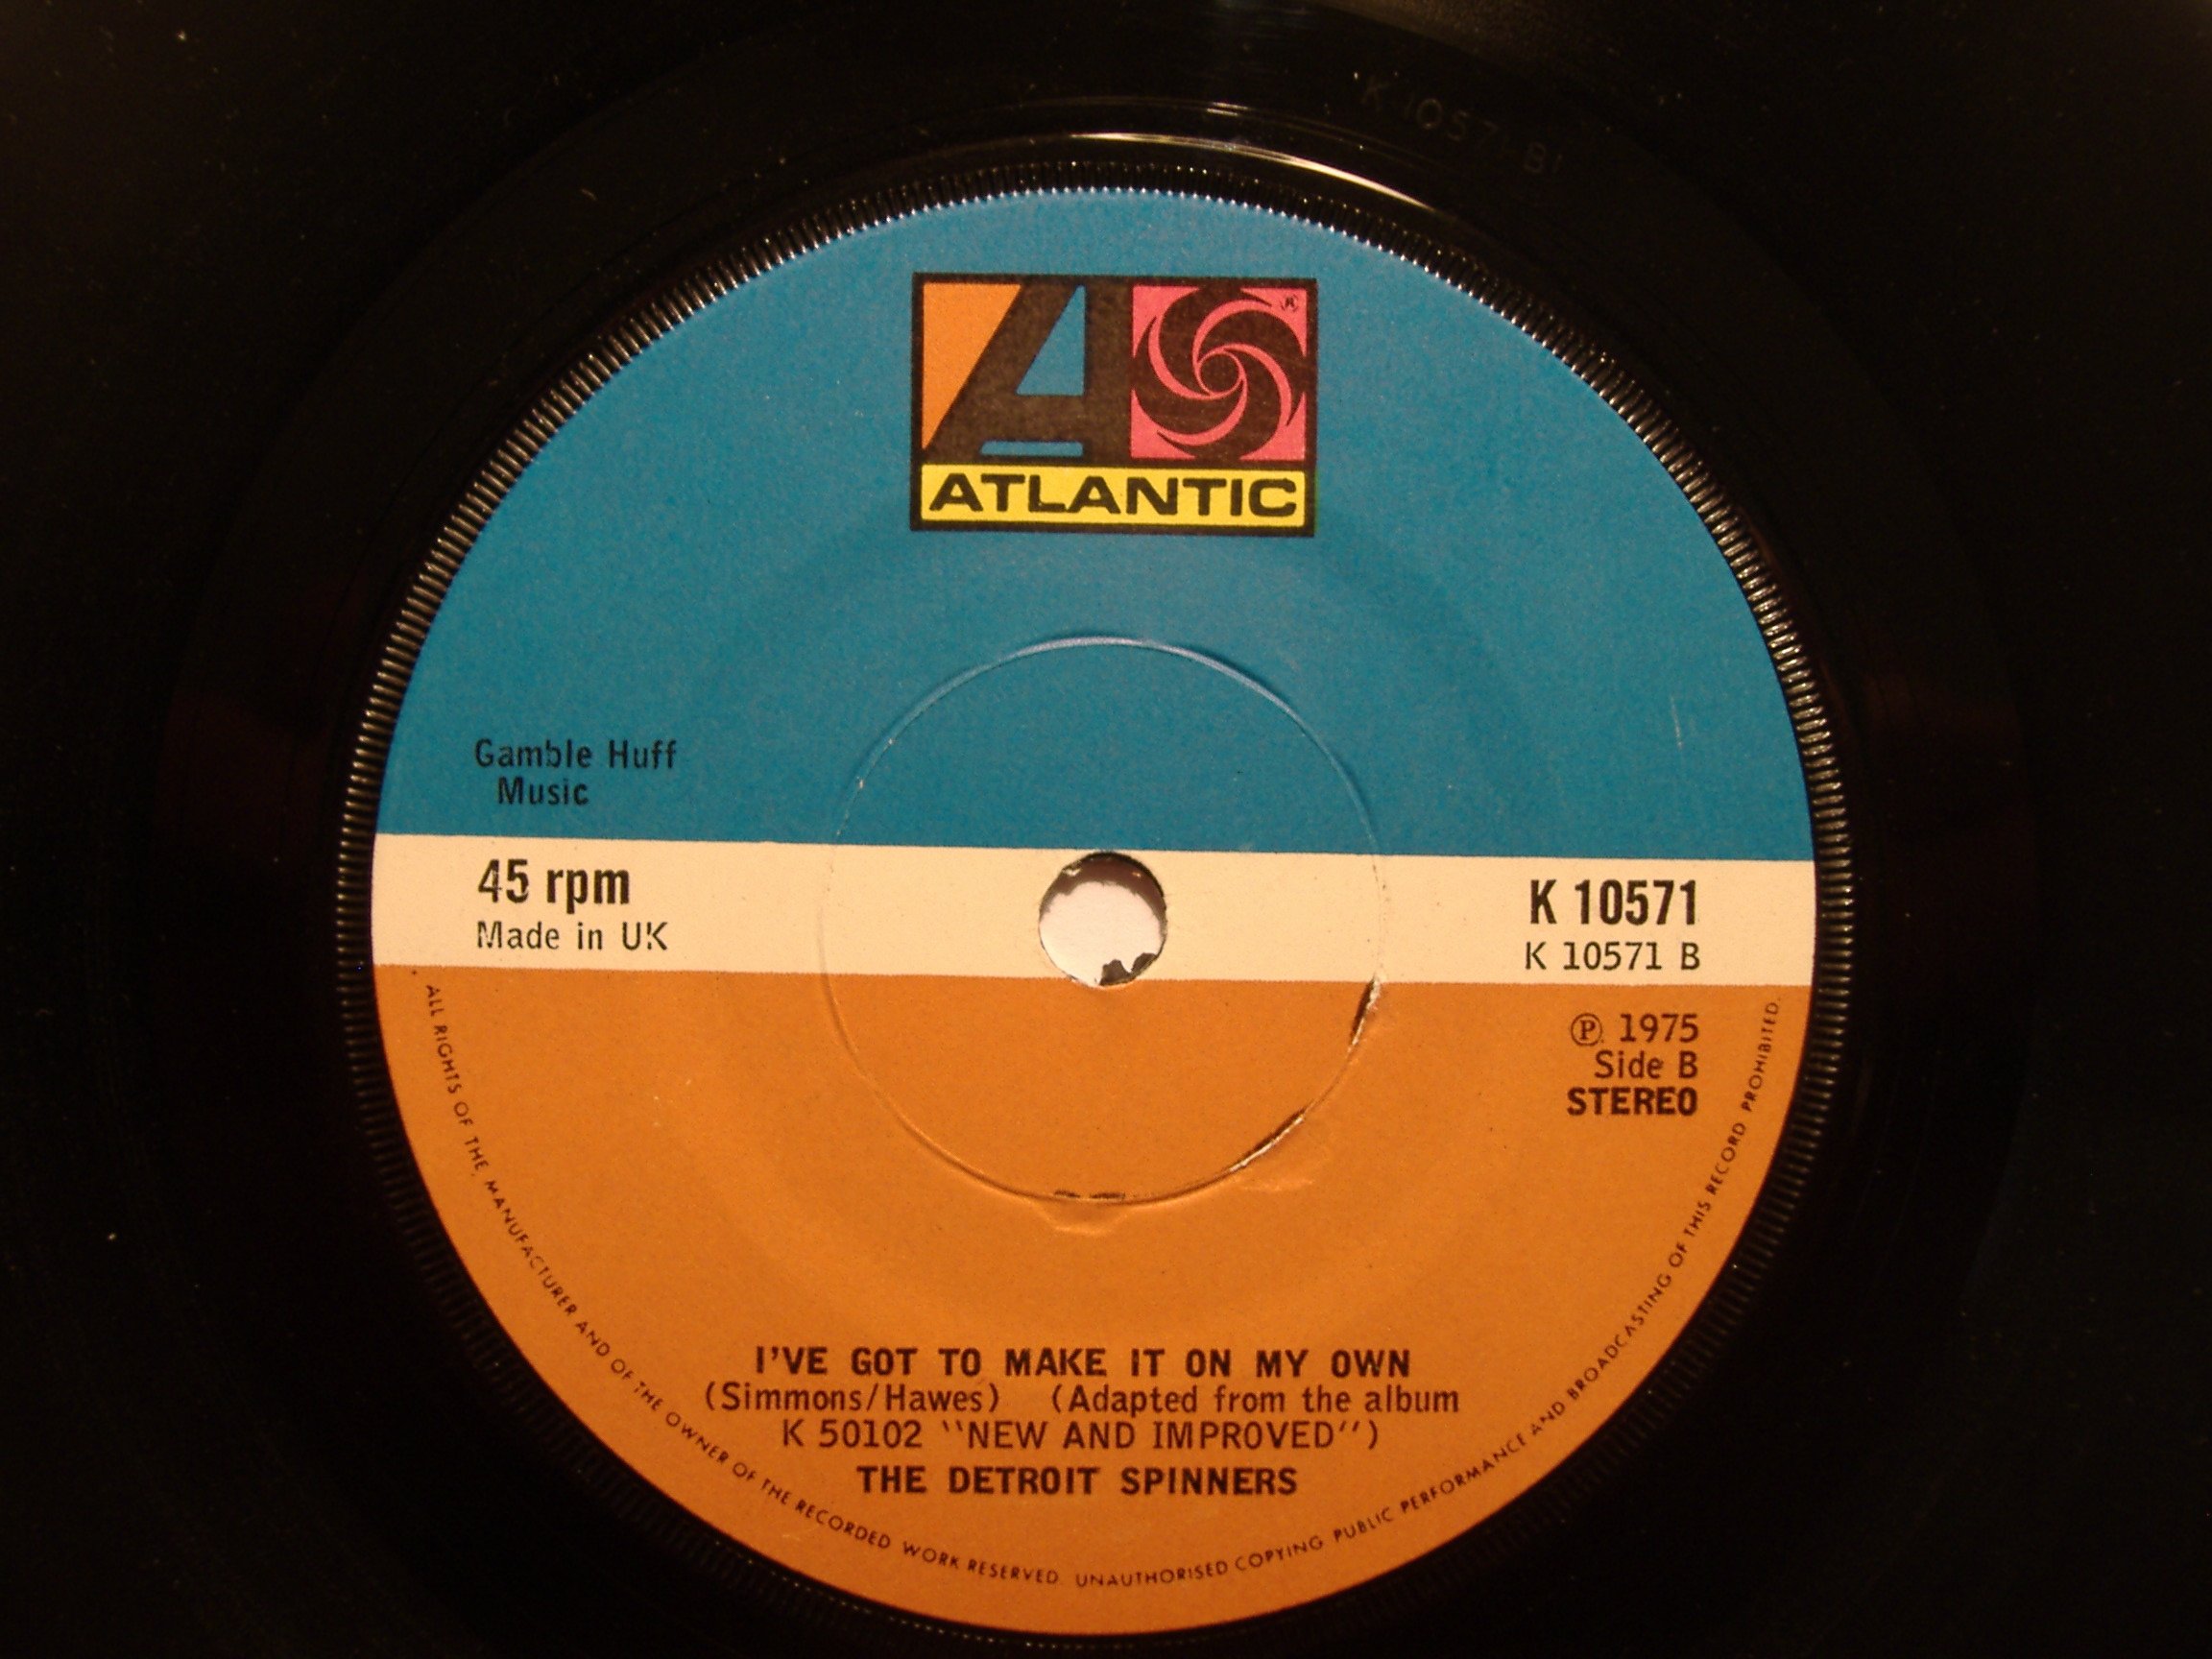 K 10571 B1
A
®
ATLANTIC
Gamble Huff
Music
45 rpm
Made in UK
K 10571
K 10571 B
℗ 1975
Side B
STEREO
I'VE GOT TO MAKE IT ON MY OWN
(Simmons/Hawes) (Adapted from the album
K 50102 "NEW AND IMPROVED")
THE DETROIT SPINNERS
ALL RIGHTS OF THE MANUFACTURER AND OF THE OWNER OF THE RECORDED WORK RESERVED. UNAUTHORISED COPYING PUBLIC PERFORMANCE AND BROADCASTING OF THIS RECORD PROHIBITED.